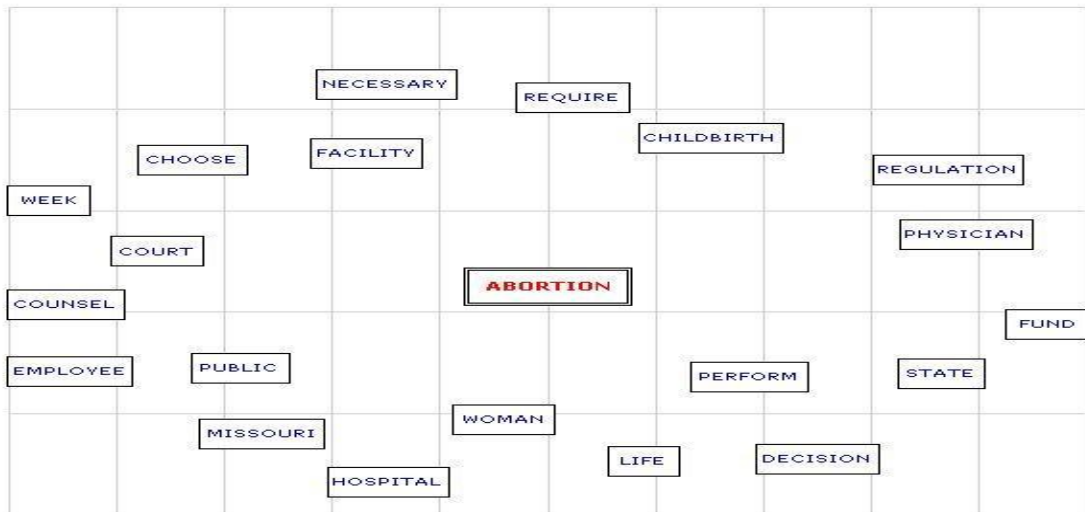 NECESSARY
REQUIRE
CHILDBIRTH
CHOOSE
FACILITY
REGULATION
WEEK
PHYSICIAN
COURT
ABORTION
COUNSEL
FUND
EMPLOYEE
PUBLIC
PERFORM
STATE
WOMAN
MISSOURI
LIFE
DECISION
HOSPITAL